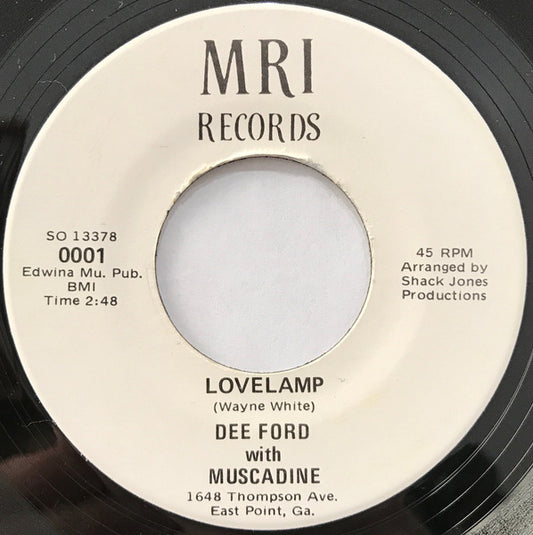 MRI
RECORDS
SO 13378
0001
Edwina Mu. Pub.
BMI
Time 2:48
45 RPM
Arranged by
Shack Jones
Productions
LOVELAMP
(Wayne White)
DEE FORD
with
MUSCADINE
1648 Thompson Ave.
East Point, Ga.